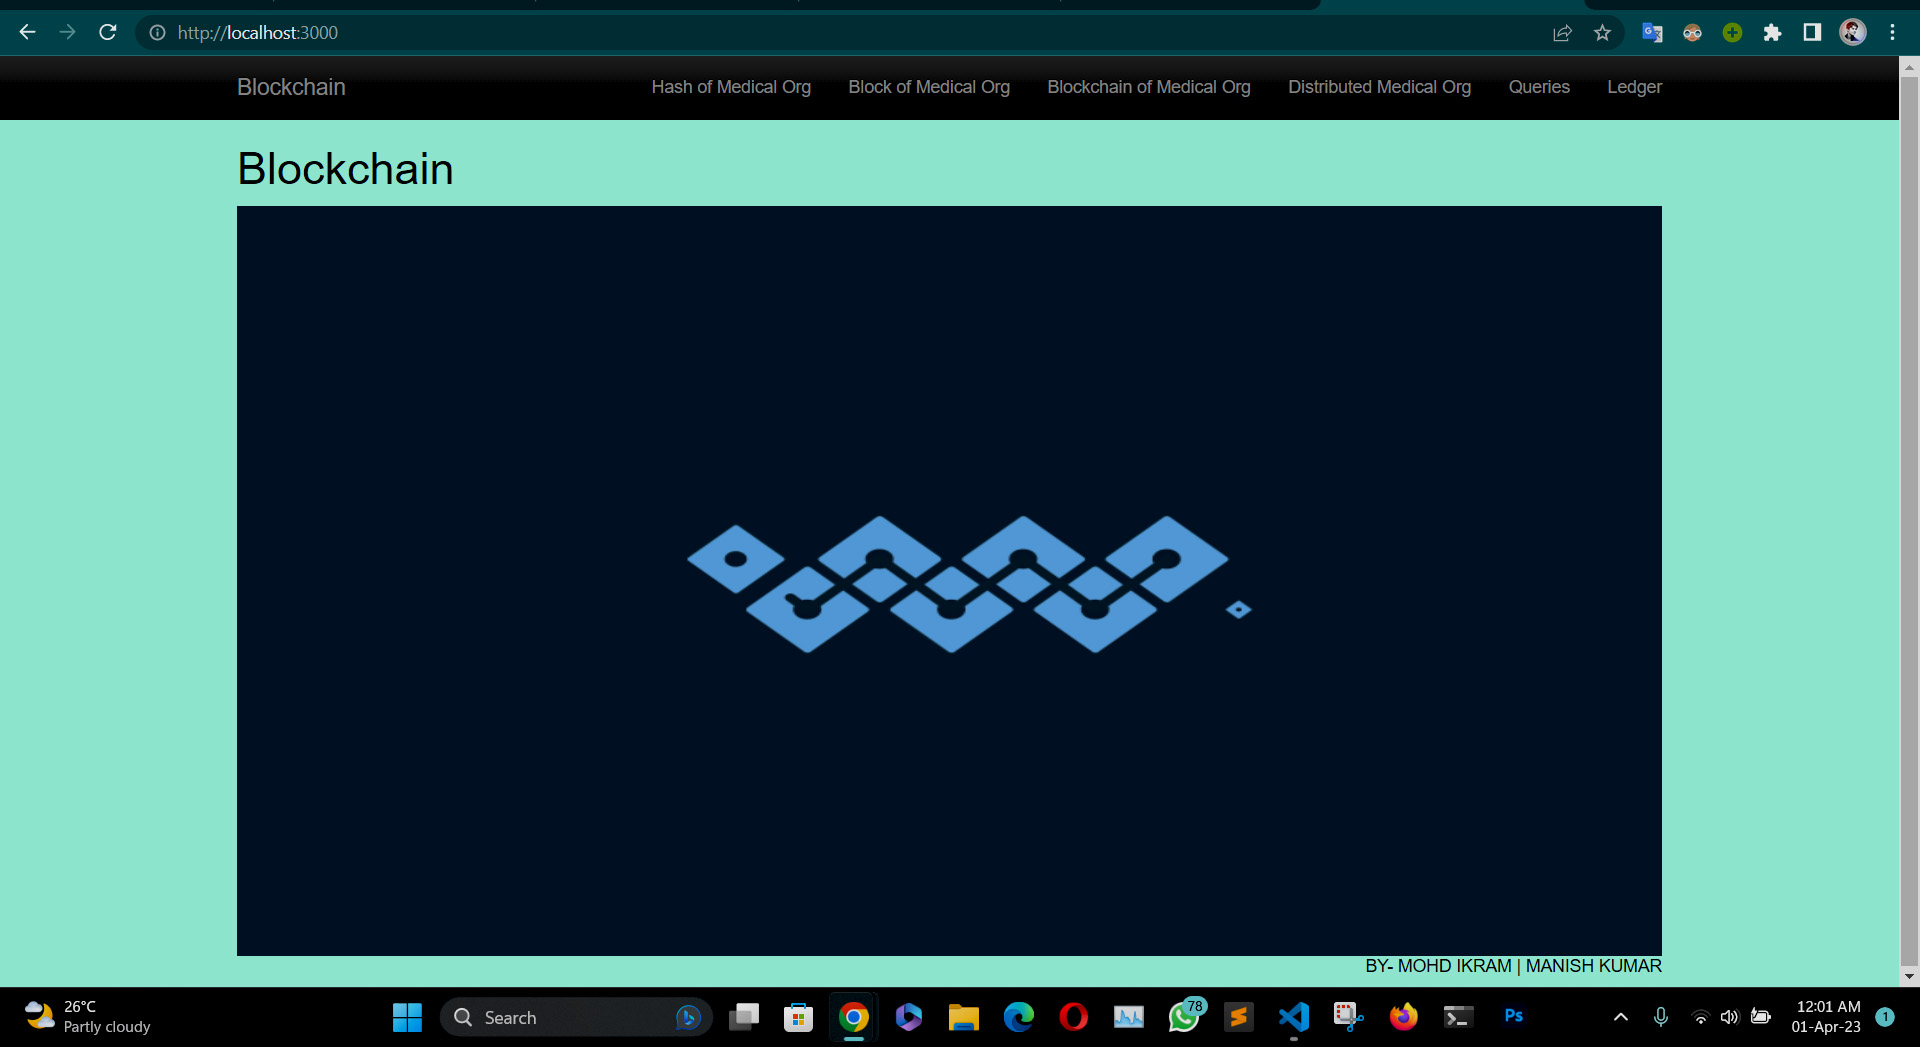 http://localhost:3000
Blockchain
Hash of Medical Org
Block of Medical Org
Blockchain of Medical Org
Distributed Medical Org
Queries
Ledger
Blockchain
BY- MOHD IKRAM | MANISH KUMAR
26°C
Partly cloudy
Search
78
Ps
12:01 AM
01-Apr-23
1